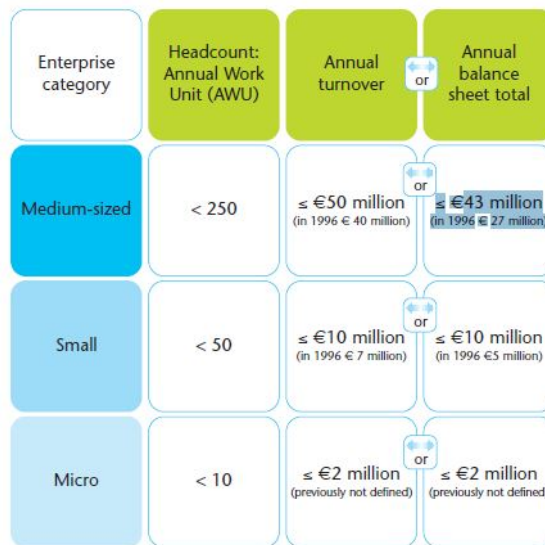 Enterprise
category
Headcount:
Annual Work
Unit (AWU)
Annual
turnover
or
Annual
balance
sheet total
Medium-sized
< 250
≤ €50 million
(in 1996 € 40 million)
or
≤ €43 million
(in 1996 € 27 million)
Small
< 50
≤ €10 million
(in 1996 € 7 million)
or
≤ €10 million
(in 1996 €5 million)
Micro
< 10
≤ €2 million
(previously not defined)
or
≤ €2 million
(previously not defined)